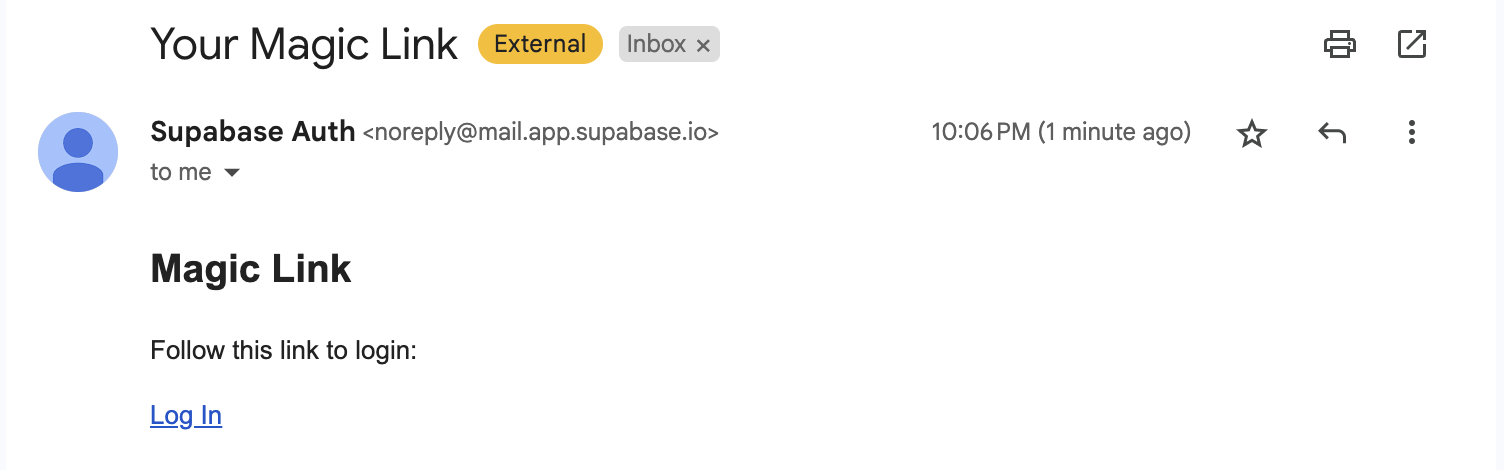 Your Magic Link External Inbox ×
Supabase Auth <noreply@mail.app.supabase.io> 10:06 PM (1 minute ago)
to me
Magic Link
Follow this link to login:
Log In